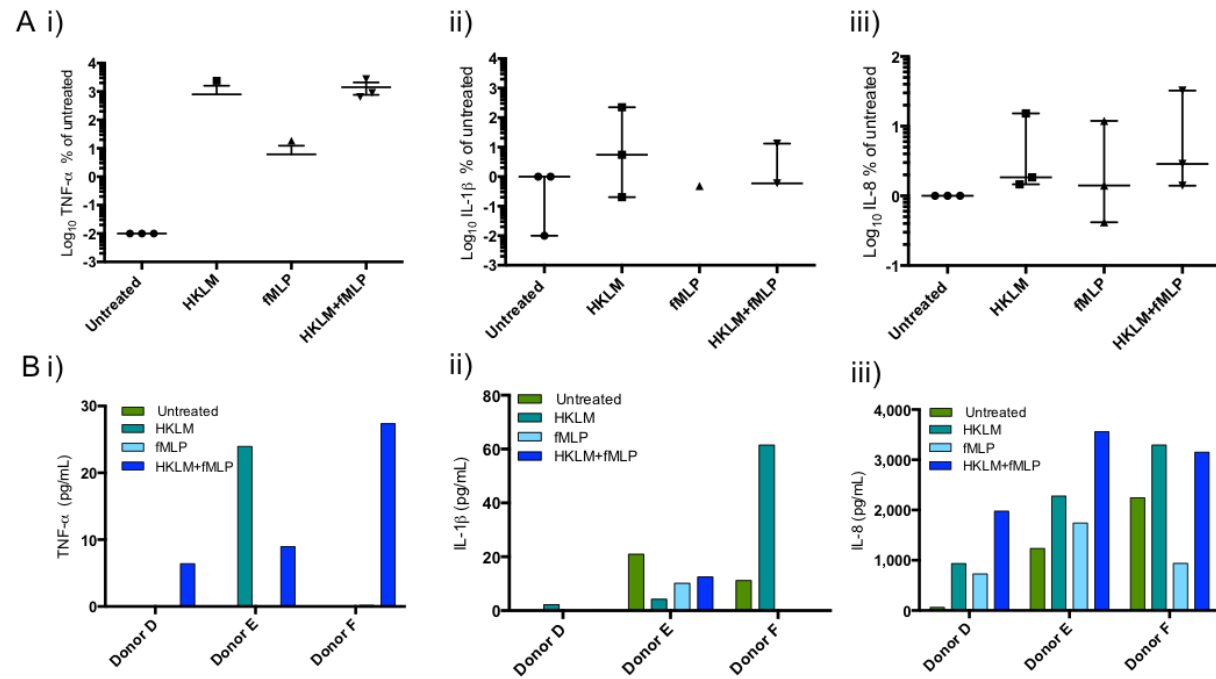 A i)
ii)
iii)
Log10 TNF-α % of untreated
4
3
2
1
0
-1
-2
-3
Untreated
HKLM
fMLP
HKLM+fMLP
Log10 IL-1β % of untreated
4
3
2
1
0
-1
-2
-3
Untreated
HKLM
fMLP
HKLM+fMLP
Log10 IL-8 % of untreated
2
1
0
-1
Untreated
HKLM
fMLP
HKLM+fMLP
B i)
ii)
iii)
TNF-α (pg/mL)
30
20
10
0
Untreated
HKLM
fMLP
HKLM+fMLP
Donor D
Donor E
Donor F
IL-1β (pg/mL)
80
60
40
20
0
Untreated
HKLM
fMLP
HKLM+fMLP
Donor D
Donor E
Donor F
IL-8 (pg/mL)
4,000
3,000
2,000
1,000
0
Untreated
HKLM
fMLP
HKLM+fMLP
Donor D
Donor E
Donor F